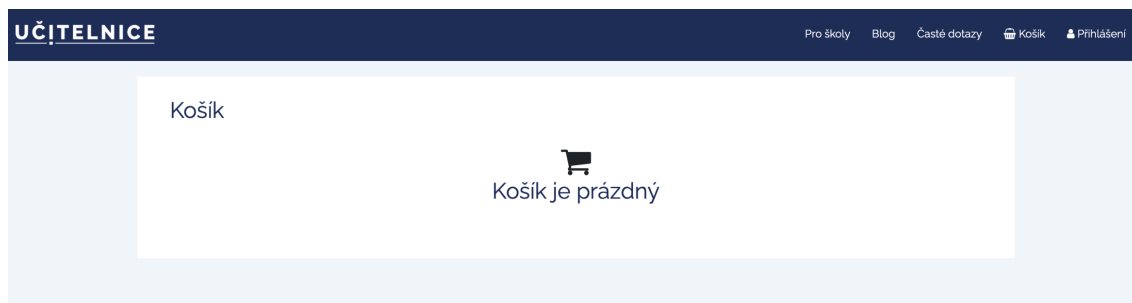 UČITELNICE
Pro školy Blog Časté dotazy Košík Přihlášení
Košík
Košík je prázdný